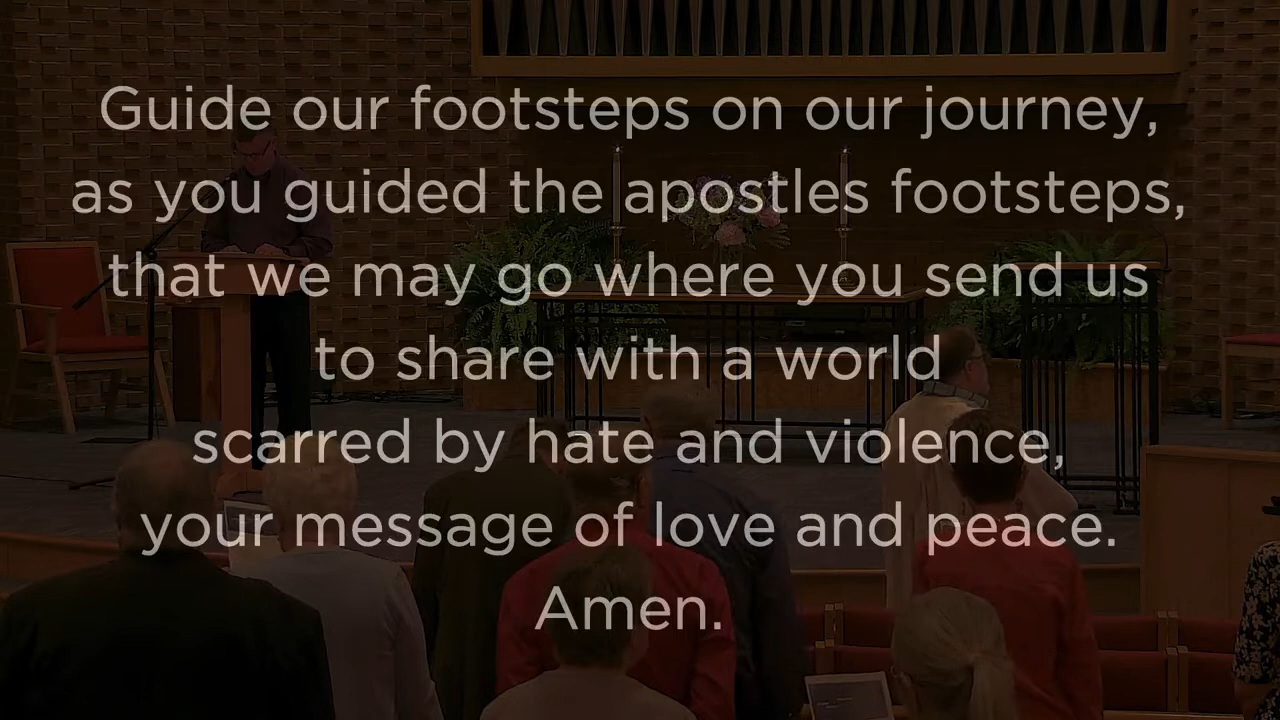 Guide our footsteps on our journey,
as you guided the apostles footsteps,
that we may go where you send us
to share with a world
scarred by hate and violence,
your message of love and peace.
Amen.